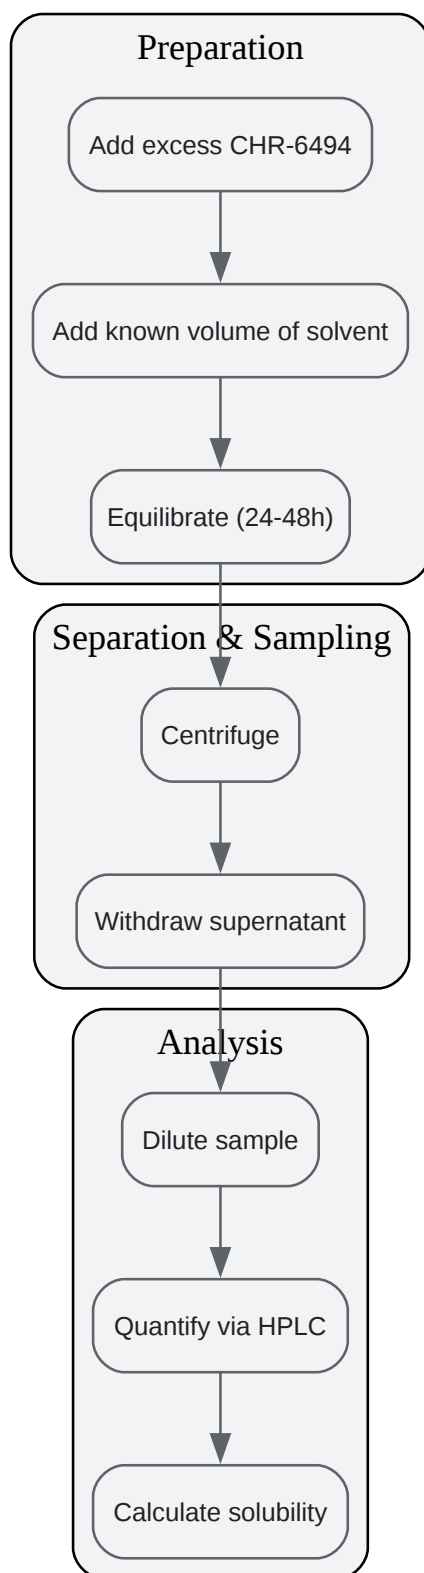 Preparation
Add excess CHR-6494
Add known volume of solvent
Equilibrate (24-48h)
Separation & Sampling
Centrifuge
Withdraw supernatant
Analysis
Dilute sample
Quantify via HPLC
Calculate solubility